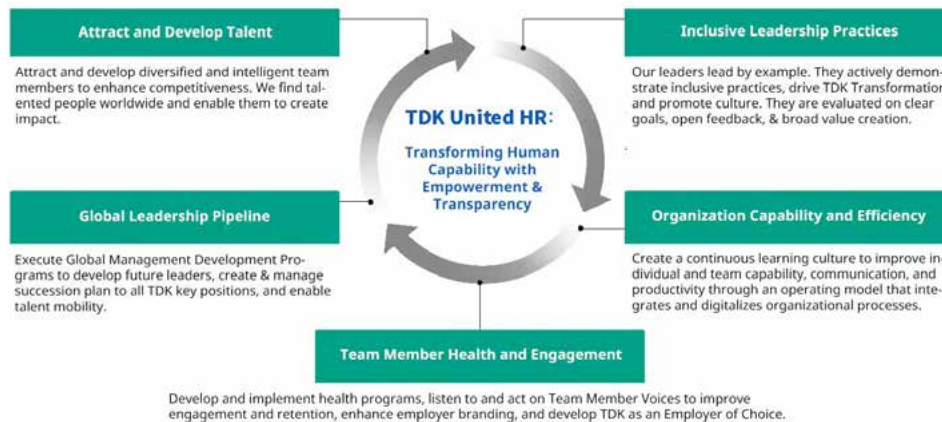 Attract and Develop Talent
Attract and develop diversified and intelligent team
members to enhance competitiveness. We find tal-
ented people worldwide and enable them to create
impact.
Inclusive Leadership Practices
Our leaders lead by example. They actively demon-
strate inclusive practices, drive TDK Transformation
and promote culture. They are evaluated on clear
goals, open feedback, & broad value creation.
TDK United HR:
Transforming Human
Capability with
Empowerment &
Transparency
Global Leadership Pipeline
Execute Global Management Development Pro-
grams to develop future leaders, create & manage
succession plan to all TDK key positions, and enable
talent mobility.
Organization Capability and Efficiency
Create a continuous learning culture to improve in-
dividual and team capability, communication, and
productivity through an operating model that inte-
grates and digitalizes organizational processes.
Team Member Health and Engagement
Develop and implement health programs, listen to and act on Team Member Voices to improve
engagement and retention, enhance employer branding, and develop TDK as an Employer of Choice.